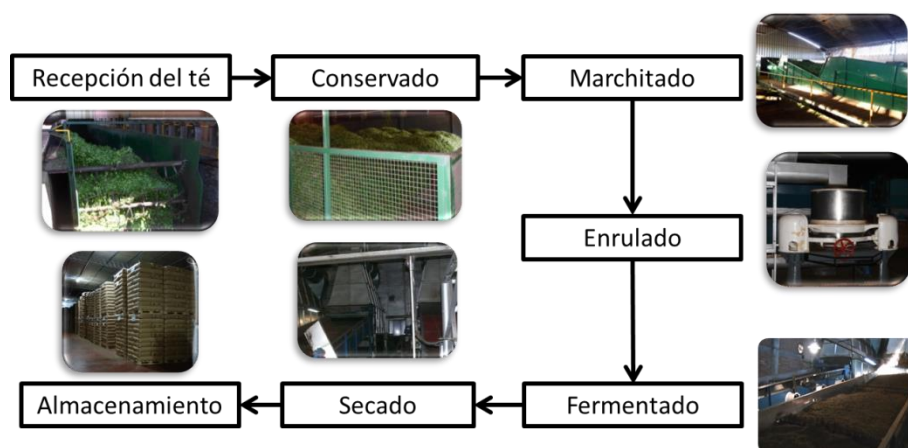 Recepción del té
Conservado
Marchitado
Enrulado
Fermentado
Secado
Almacenamiento